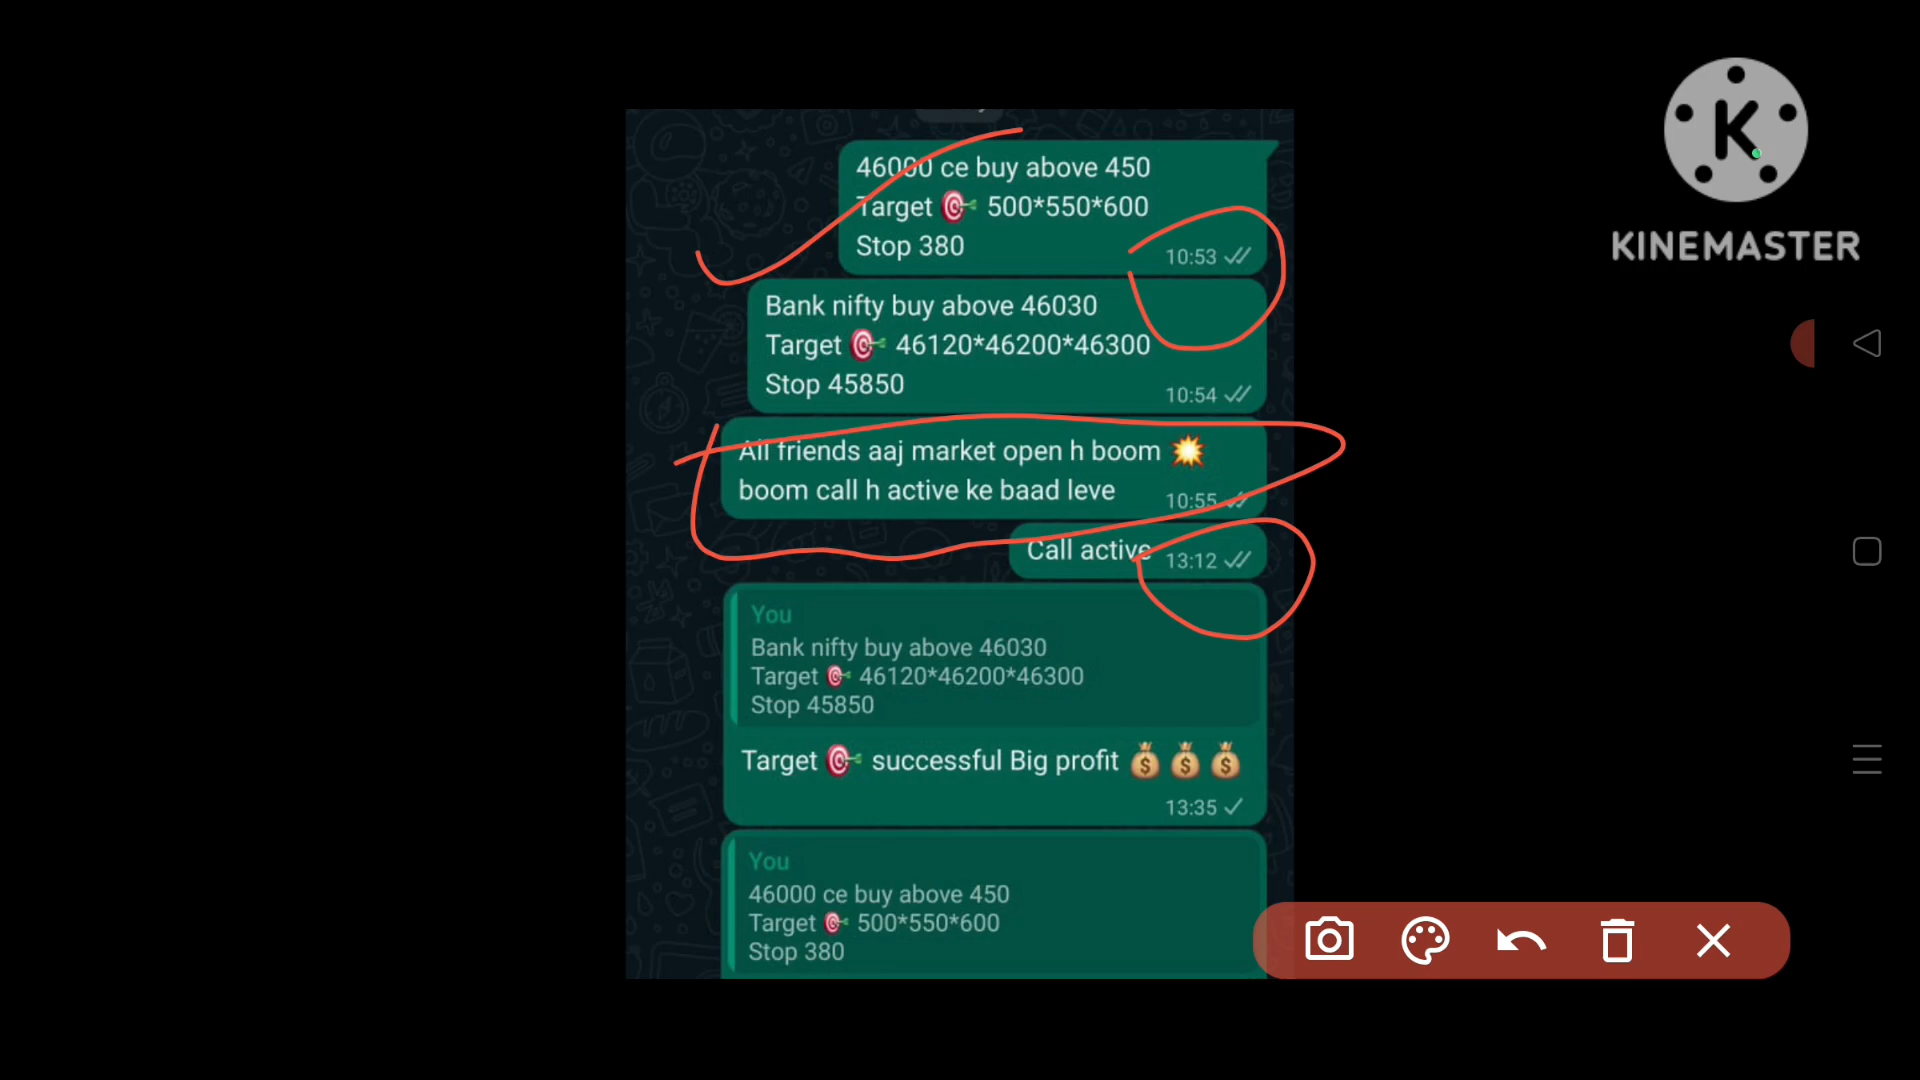 46000 ce buy above 450
Target 🎯 500*550*600
Stop 380
10:53
Bank nifty buy above 46030
Target 🎯 46120*46200*46300
Stop 45850
10:54
All friends aaj market open h boom 💥
boom call h active ke baad leve
10:55
Call active
13:12
You
Bank nifty buy above 46030
Target 🎯 46120*46200*46300
Stop 45850
Target 🎯 successful Big profit 💰 💰 💰
13:35
You
46000 ce buy above 450
Target 🎯 500*550*600
Stop 380
K
KINEMASTER